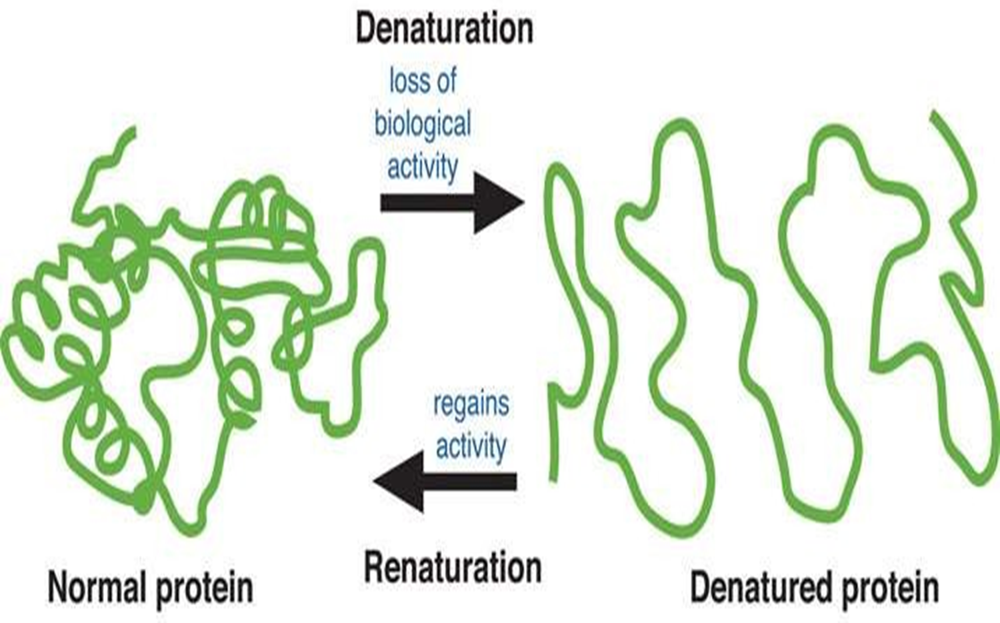 Denaturation
loss of
biological
activity
regains
activity
Renaturation
Normal protein
Denatured protein